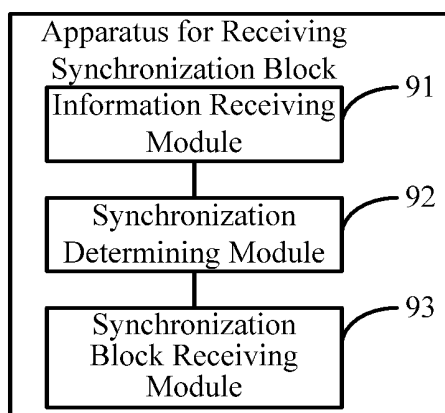 Apparatus for Receiving
Synchronization Block
Information Receiving
Module
91
Synchronization
Determining Module
92
Synchronization
Block Receiving
Module
93